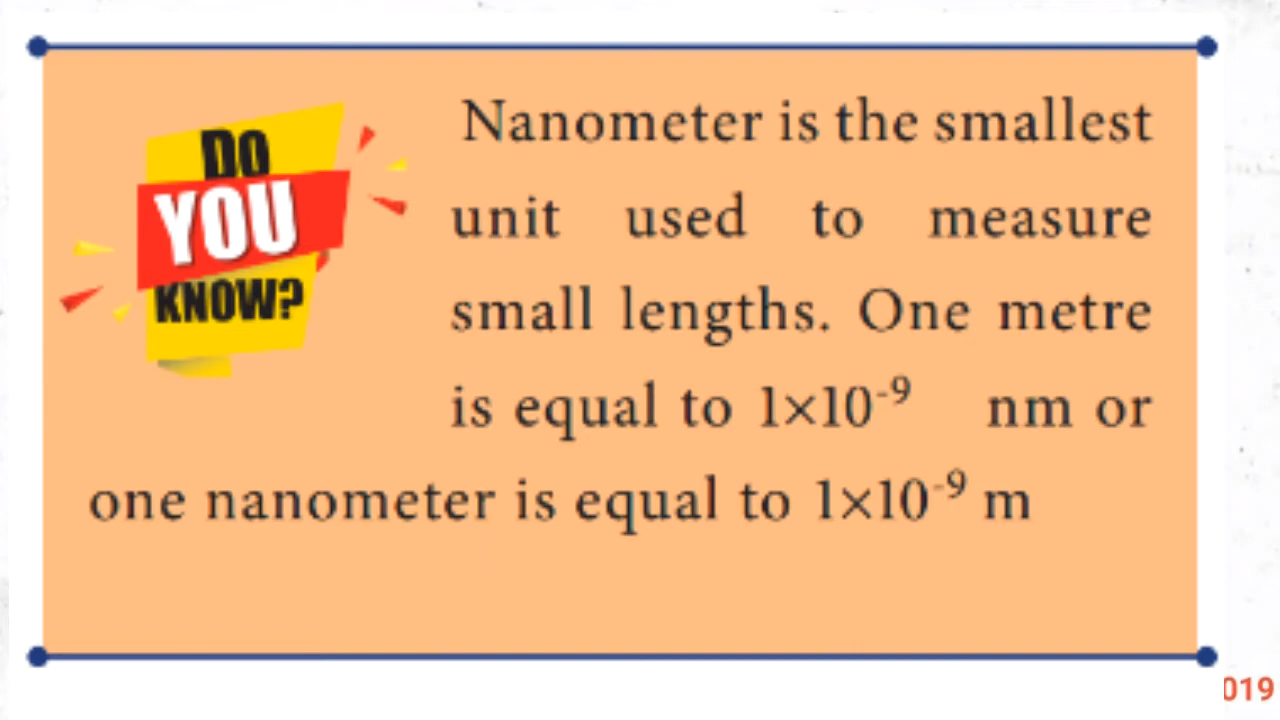 DO
YOU
KNOW?
Nanometer is the smallest
unit used to measure
small lengths. One metre
is equal to 1×10⁻⁹ nm or
one nanometer is equal to 1×10⁻⁹ m
019